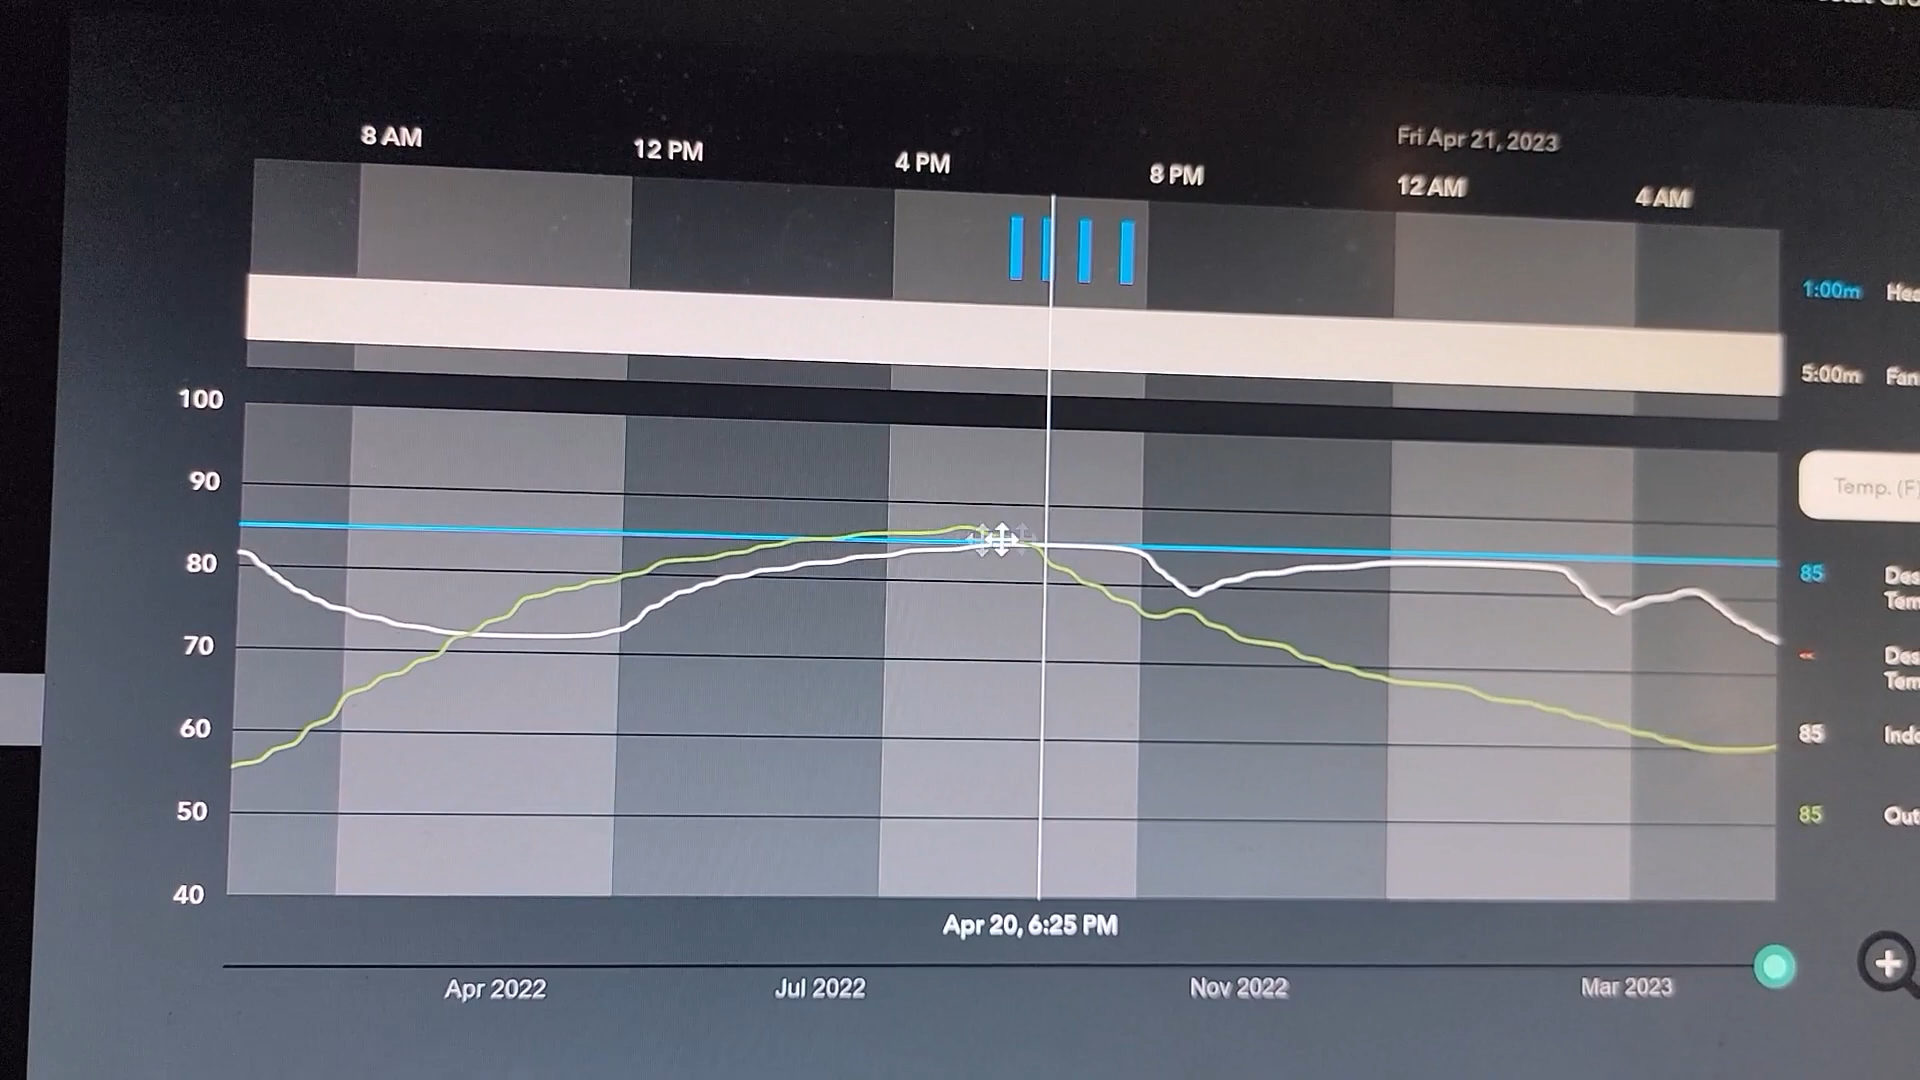 8 AM
12 PM
4 PM
8 PM
Fri Apr 21, 2023
12 AM
4 AM
1:00m
5:00m Fan
100
90
80
70
60
50
40
Temp. (F)
85
85
85
Apr 20, 6:25 PM
Apr 2022
Jul 2022
Nov 2022
Mar 2023